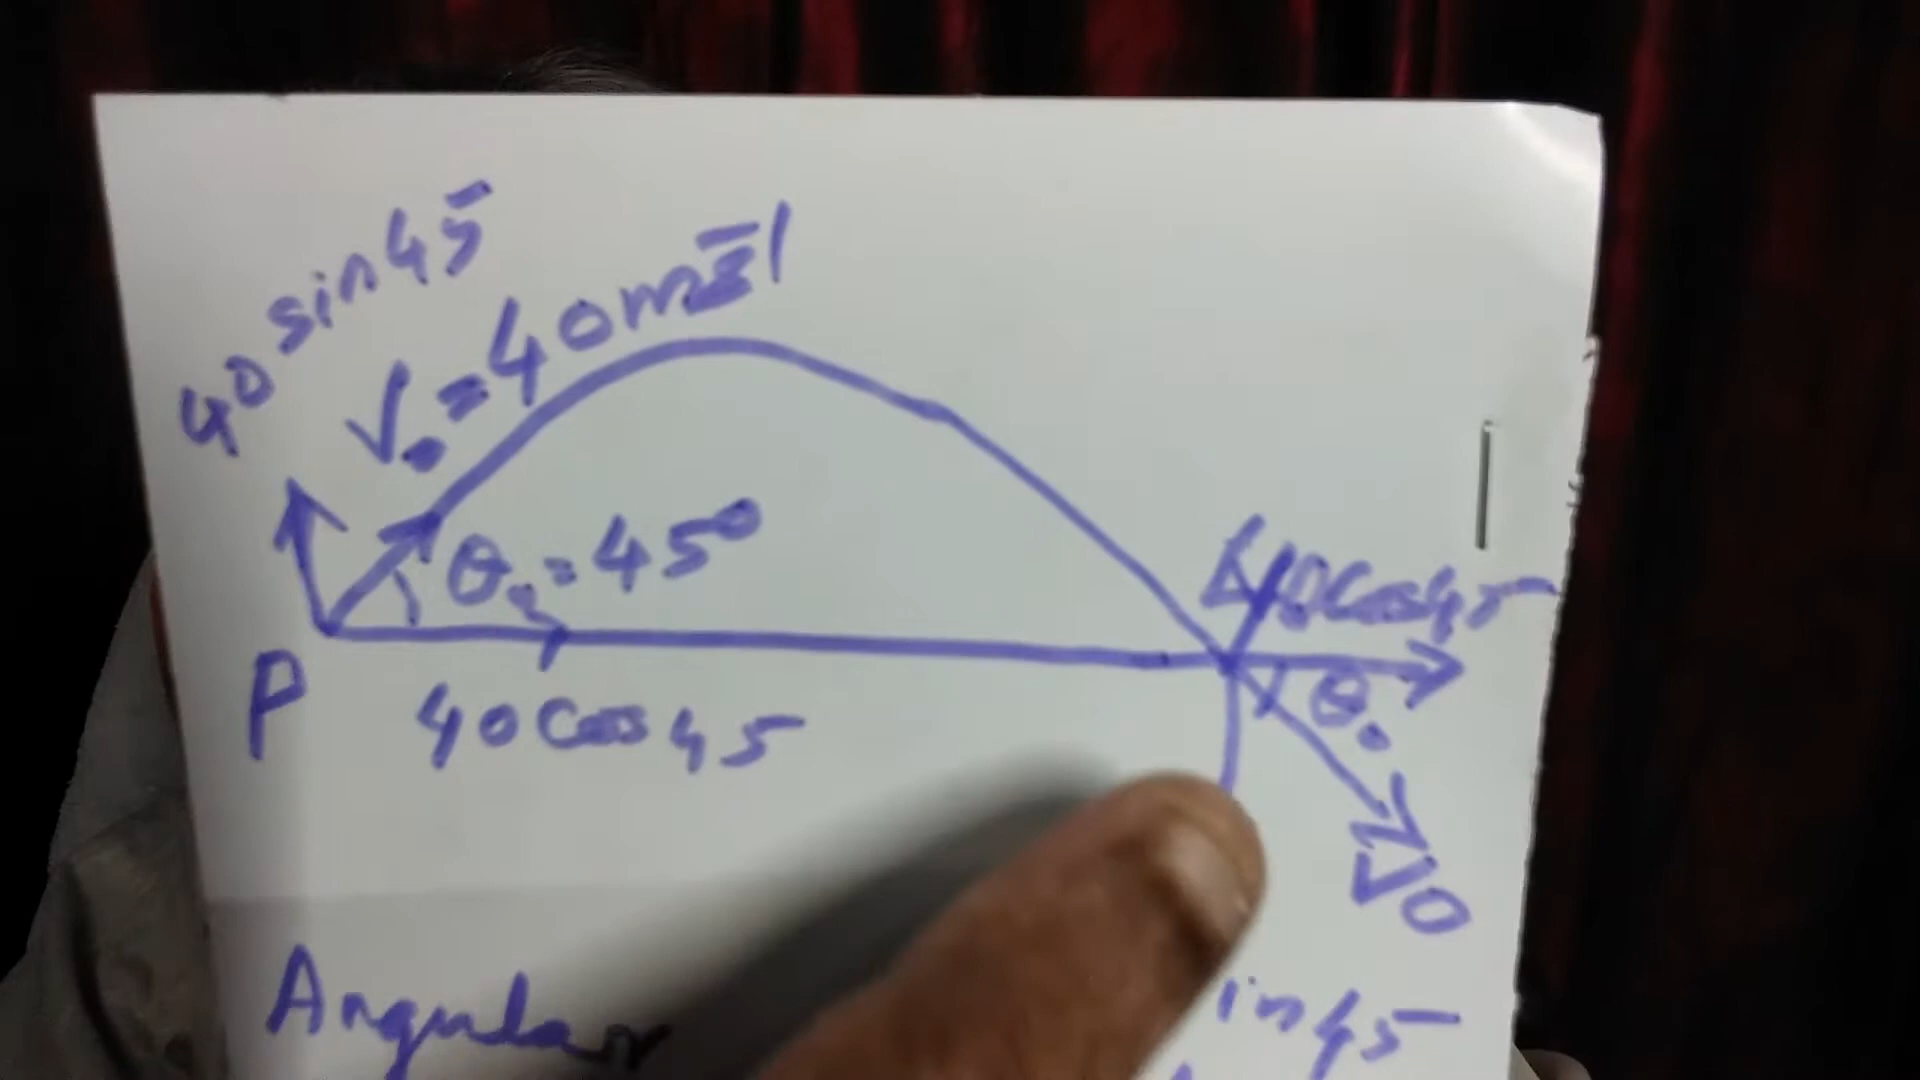 40 sin45
V₀ = 40ms⁻¹
θ₀ = 45°
40Cos45
P
40Cos45
θ₀
V₀
Angular
in45